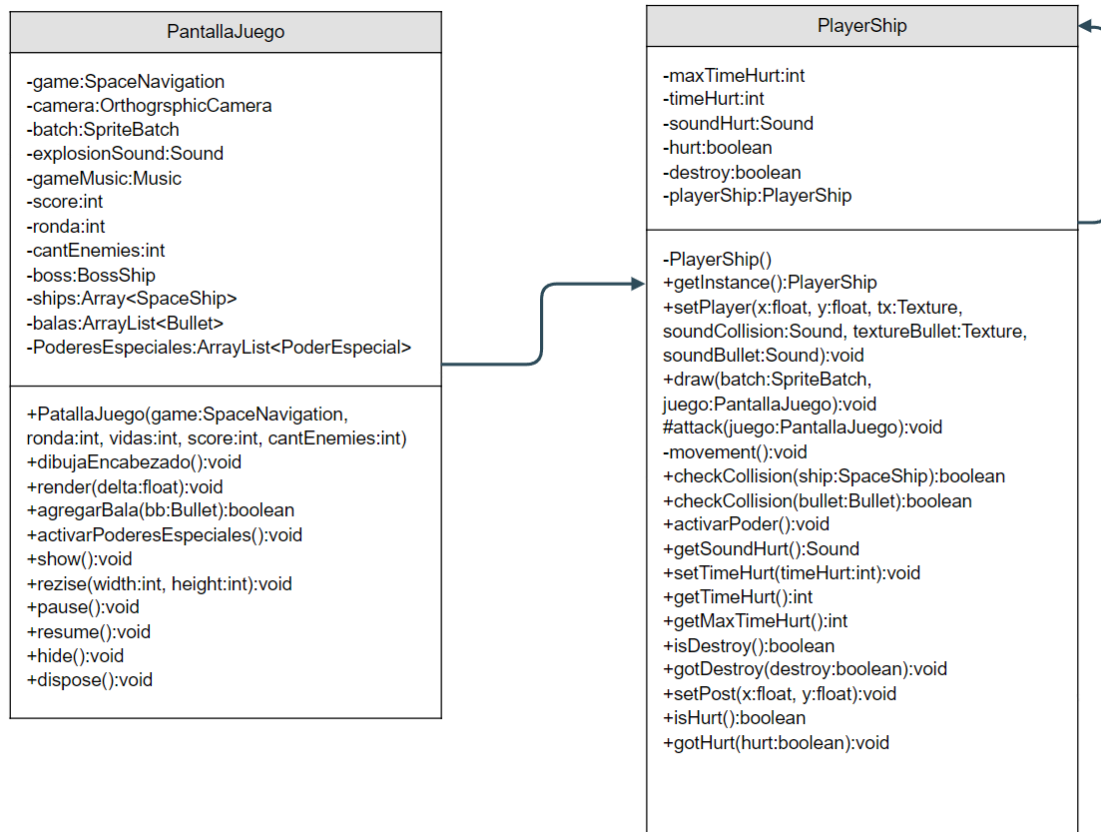 PantallaJuego
-game:SpaceNavigation
-camera:OrthogrsphicCamera
-batch:SpriteBatch
-explosionSound:Sound
-gameMusic:Music
-score:int
-ronda:int
-cantEnemies:int
-boss:BossShip
-ships:Array<SpaceShip>
-balas:ArrayList<Bullet>
-PoderesEspeciales:ArrayList<PoderEspecial>
+PatallaJuego(game:SpaceNavigation,
ronda:int, vidas:int, score:int, cantEnemies:int)
+dibujaEncabezado():void
+render(delta:float):void
+agregarBala(bb:Bullet):boolean
+activarPoderesEspeciales():void
+show():void
+rezise(width:int, height:int):void
+pause():void
+resume():void
+hide():void
+dispose():void
PlayerShip
-maxTimeHurt:int
-timeHurt:int
-soundHurt:Sound
-hurt:boolean
-destroy:boolean
-playerShip:PlayerShip
-PlayerShip()
+getInstance():PlayerShip
+setPlayer(x:float, y:float, tx:Texture,
soundCollision:Sound, textureBullet:Texture,
soundBullet:Sound):void
+draw(batch:SpriteBatch,
juego:PantallaJuego):void
#attack(juego:PantallaJuego):void
-movement():void
+checkCollision(ship:SpaceShip):boolean
+checkCollision(bullet:Bullet):boolean
+activarPoder():void
+getSoundHurt():Sound
+setTimeHurt(timeHurt:int):void
+getTimeHurt():int
+getMaxTimeHurt():int
+isDestroy():boolean
+gotDestroy(destroy:boolean):void
+setPost(x:float, y:float):void
+isHurt():boolean
+gotHurt(hurt:boolean):void